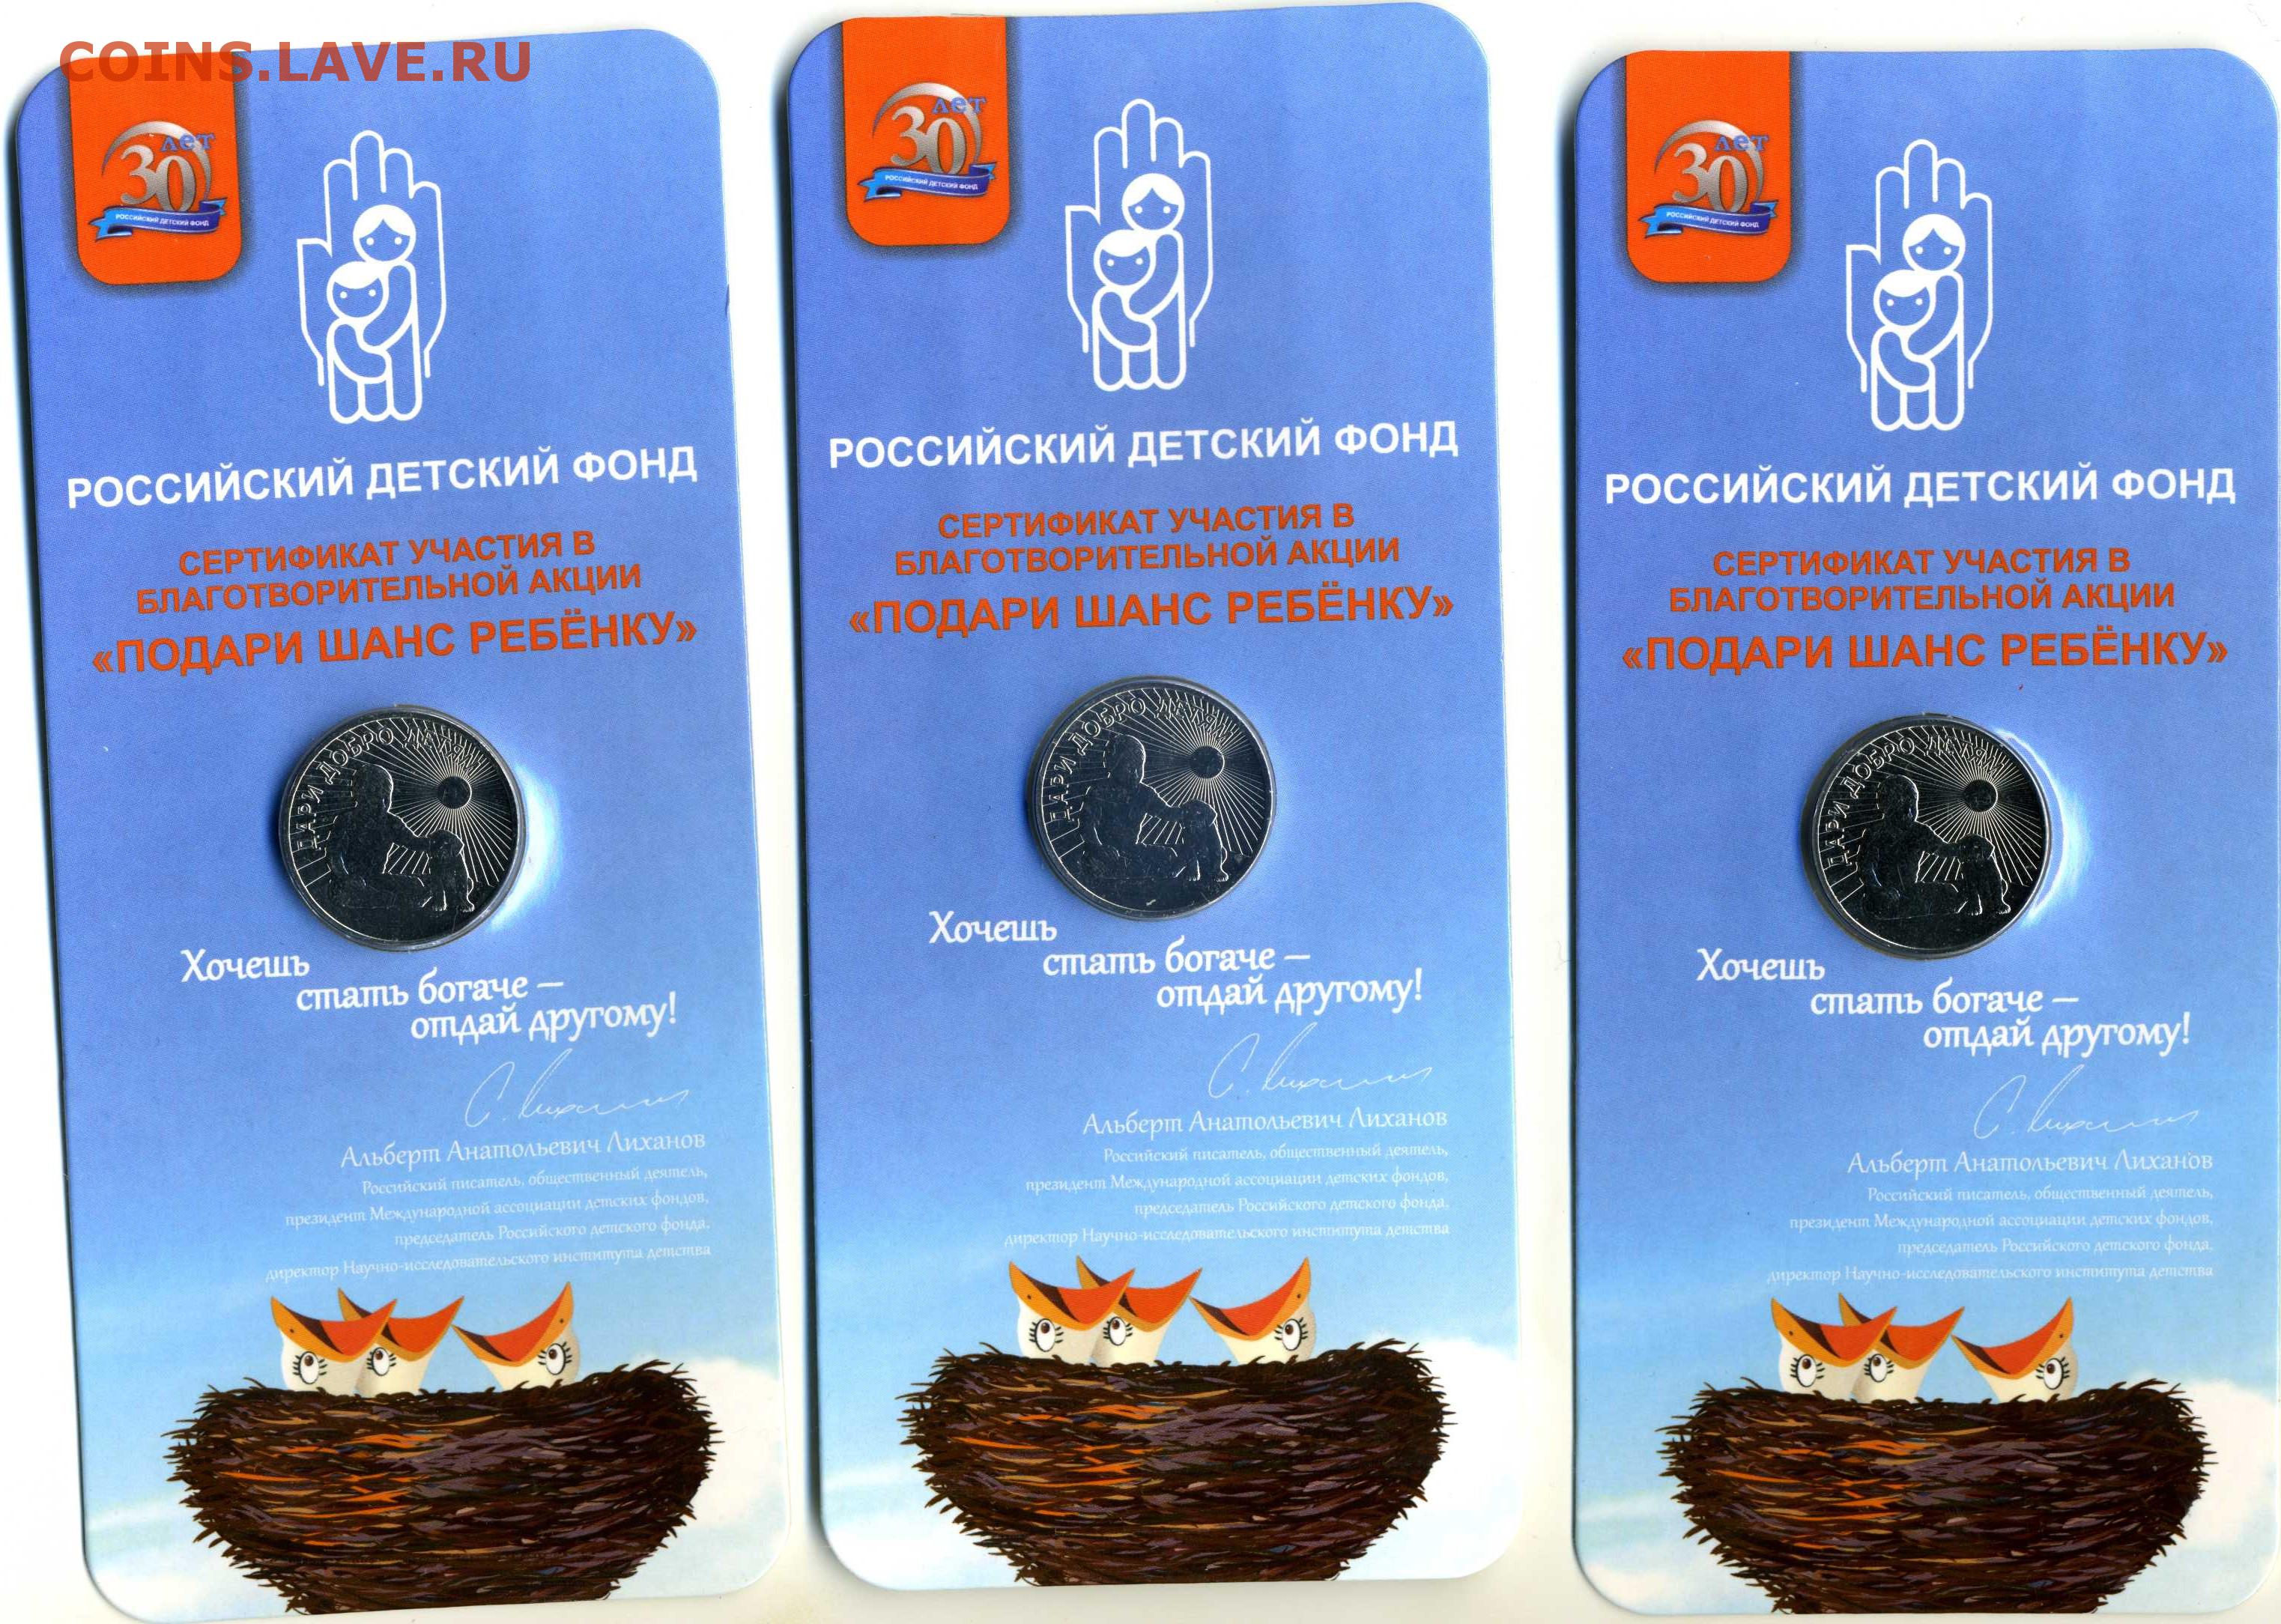 COINS.LAVE.RU
30 лет
РОССИЙСКИЙ ДЕТСКИЙ ФОНД
РОССИЙСКИЙ ДЕТСКИЙ ФОНД
СЕРТИФИКАТ УЧАСТИЯ В
БЛАГОТВОРИТЕЛЬНОЙ АКЦИИ
«ПОДАРИ ШАНС РЕБЁНКУ»
ДАРИ ДОБРО ДЕТЯМ
Хочешь
стать богаче –
отдай другому!
Альберт Анатольевич Лиханов
Российский писатель, общественный деятель,
президент Международной ассоциации детских фондов,
председатель Российского детского фонда,
директор Научно-исследовательского института детства
30 лет
РОССИЙСКИЙ ДЕТСКИЙ ФОНД
РОССИЙСКИЙ ДЕТСКИЙ ФОНД
СЕРТИФИКАТ УЧАСТИЯ В
БЛАГОТВОРИТЕЛЬНОЙ АКЦИИ
«ПОДАРИ ШАНС РЕБЁНКУ»
ДАРИ ДОБРО ДЕТЯМ
Хочешь
стать богаче –
отдай другому!
Альберт Анатольевич Лиханов
Российский писатель, общественный деятель,
президент Международной ассоциации детских фондов,
председатель Российского детского фонда,
директор Научно-исследовательского института детства
30 лет
РОССИЙСКИЙ ДЕТСКИЙ ФОНД
РОССИЙСКИЙ ДЕТСКИЙ ФОНД
СЕРТИФИКАТ УЧАСТИЯ В
БЛАГОТВОРИТЕЛЬНОЙ АКЦИИ
«ПОДАРИ ШАНС РЕБЁНКУ»
ДАРИ ДОБРО ДЕТЯМ
Хочешь
стать богаче –
отдай другому!
Альберт Анатольевич Лиханов
Российский писатель, общественный деятель,
президент Международной ассоциации детских фондов,
председатель Российского детского фонда,
директор Научно-исследовательского института детства